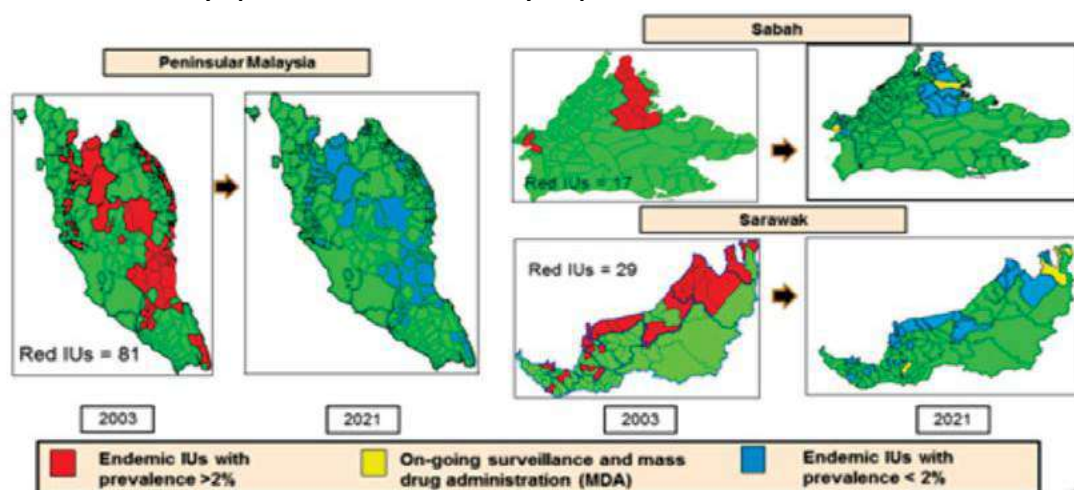 Sabah
Peninsular Malaysia
Red IUs = 17
Sarawak
Red IUs = 29
Red IUs = 81
2003
2021
2003
2021
Endemic IUs with
prevalence >2%
On-going surveillance and mass
drug administration (MDA)
Endemic IUs with
prevalence < 2%